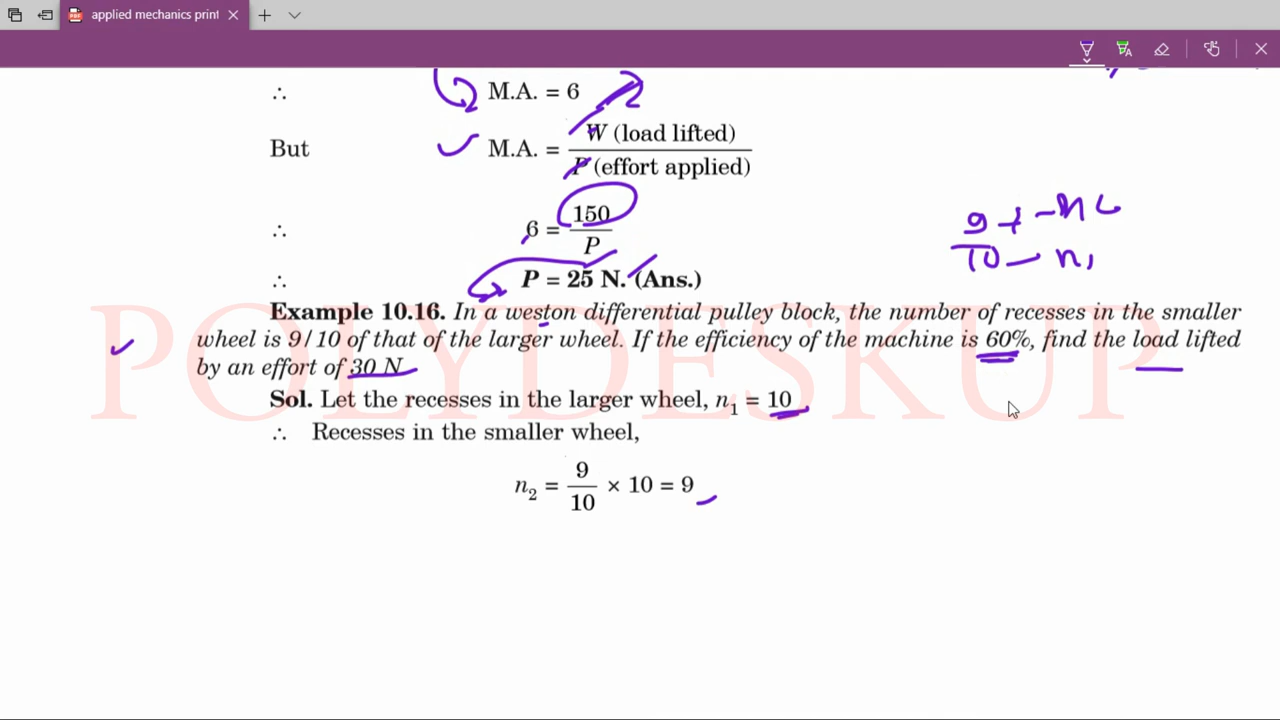 applied mechanics print
∴ M.A. = 6
But M.A. = W (load lifted) / P (effort applied)
∴ 6 = 150 / P
∴ P = 25 N. (Ans.)
9
10 — n₁
Example 10.16. In a weston differential pulley block, the number of recesses in the smaller
wheel is 9/10 of that of the larger wheel. If the efficiency of the machine is 60%, find the load lifted
by an effort of 30 N.
Sol. Let the recesses in the larger wheel, n₁ = 10
∴ Recesses in the smaller wheel,
n₂ = 9/10 × 10 = 9
POLYDESKUP